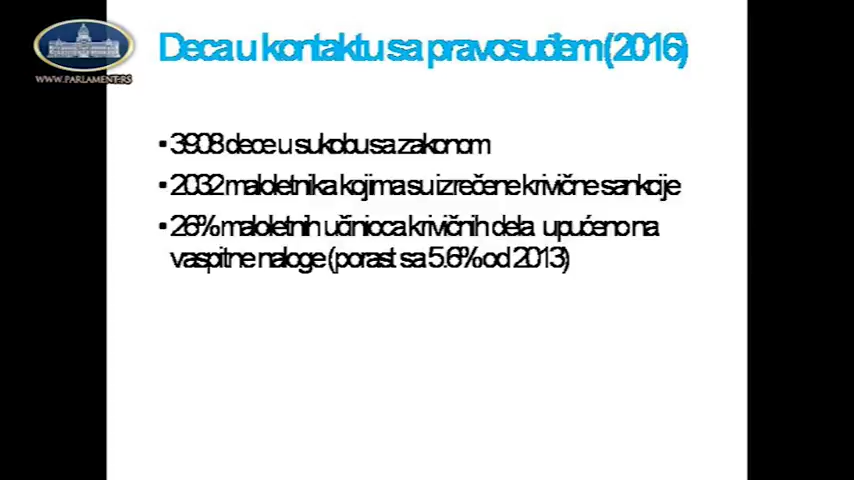 Deca u kontaktu sa pravosuđem (2016)
WWW.PARLAMENT.RS
▪ 3908 dece u sukobu sa zakonom
▪ 2032 maloletnika kojima su izrečene krivične sankcije
▪ 26% maloletnih učinioca krivičnih dela upućeno na
vaspitne naloge (porast sa 5.6% od 2013)